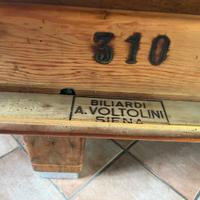 310
BILIARDI
A. VOLTOLINI
SIENA